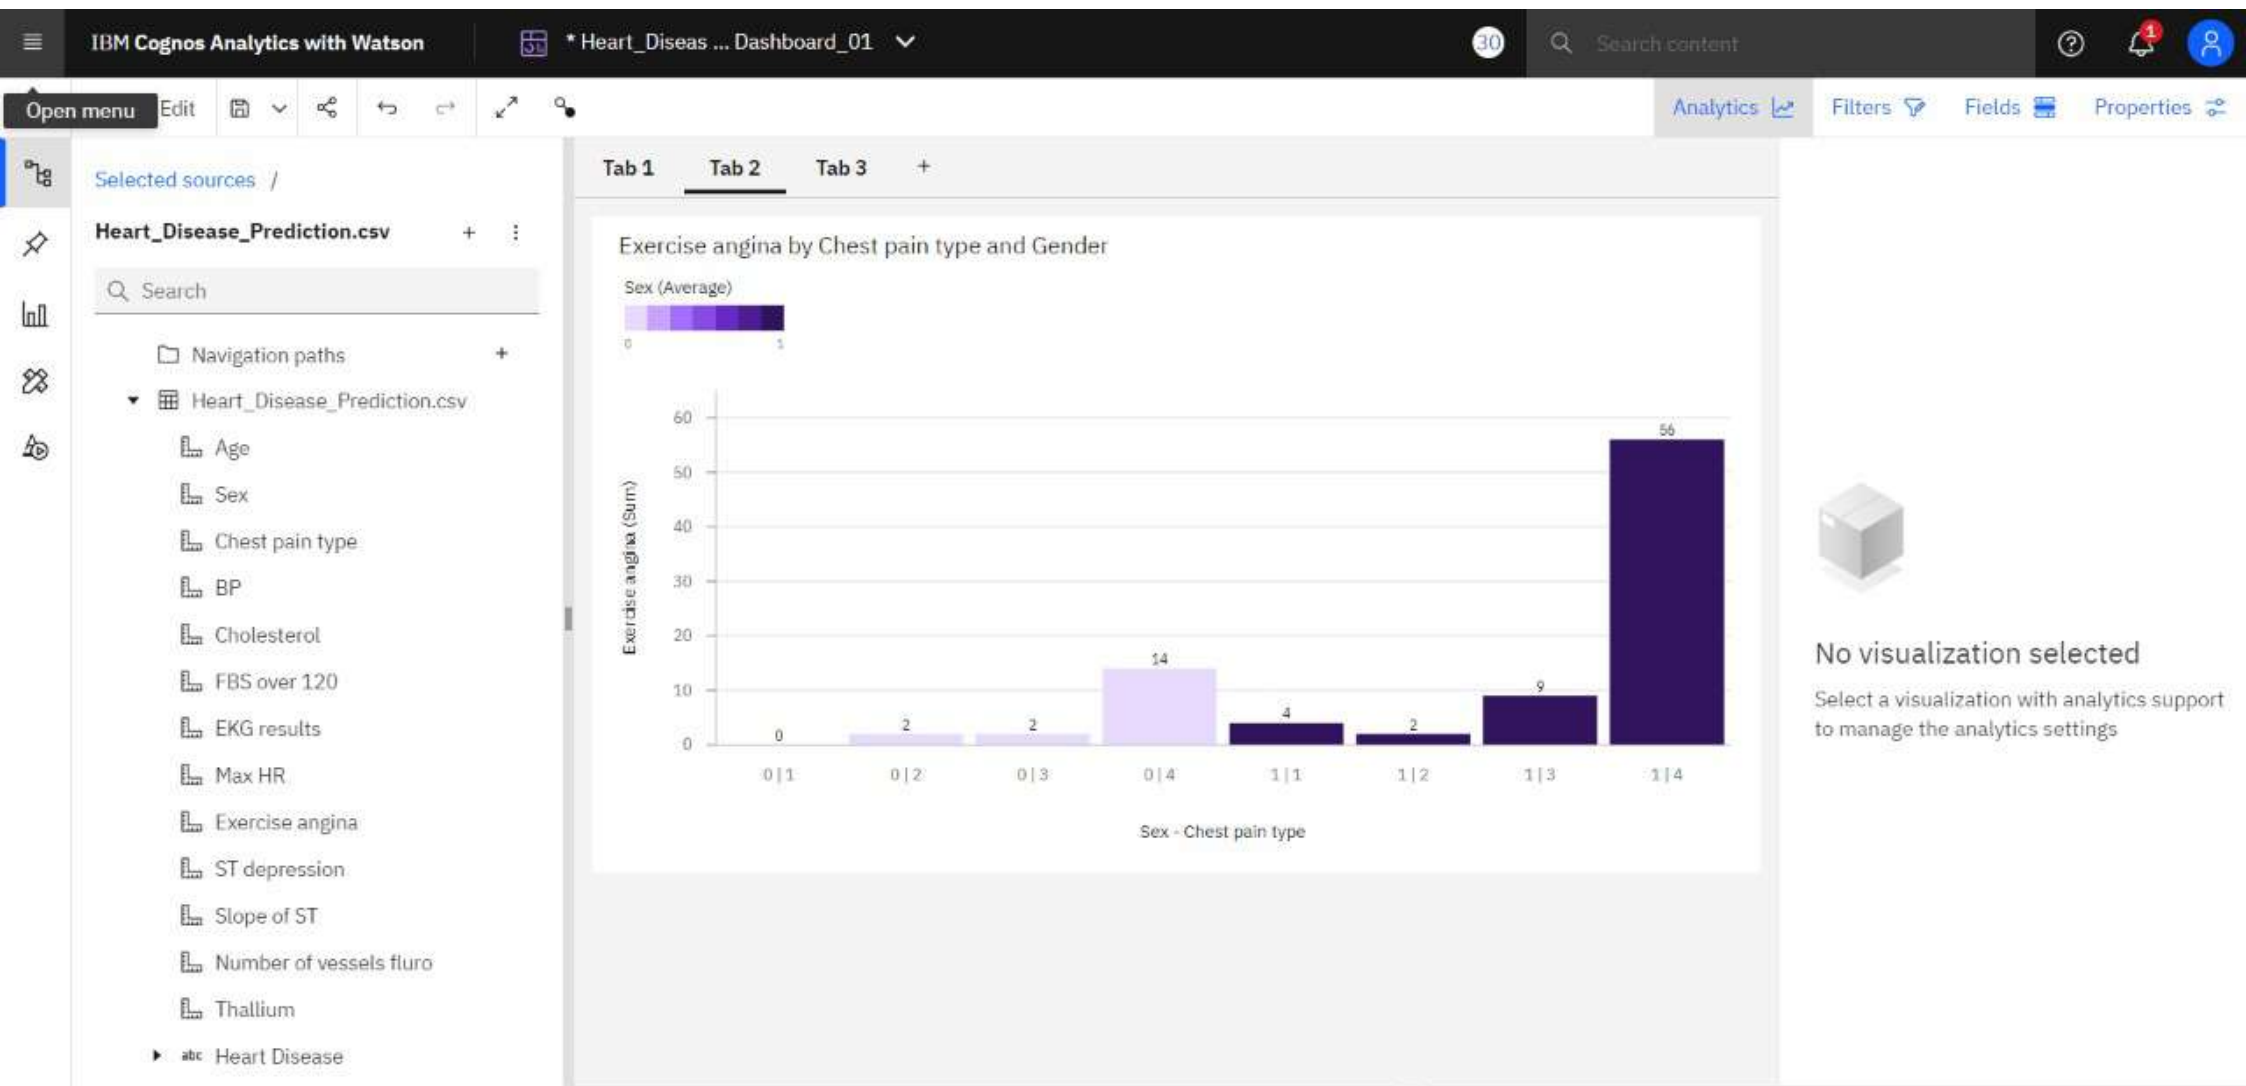 IBM Cognos Analytics with Watson
* Heart_Diseas ... Dashboard_01
30
Search content
1
Open menu
Edit
Analytics
Filters
Fields
Properties
Selected sources /
Heart_Disease_Prediction.csv
Search
Navigation paths
Heart_Disease_Prediction.csv
Age
Sex
Chest pain type
BP
Cholesterol
FBS over 120
EKG results
Max HR
Exercise angina
ST depression
Slope of ST
Number of vessels fluro
Thallium
abc Heart Disease
Tab 1 Tab 2 Tab 3 +
Exercise angina by Chest pain type and Gender
Sex (Average)
0 1
Exercise angina (Sum)
60
50
40
30
20
10
0
0 2 2 14 4 2 9 56
0|1 0|2 0|3 0|4 1|1 1|2 1|3 1|4
Sex - Chest pain type
No visualization selected
Select a visualization with analytics support
to manage the analytics settings